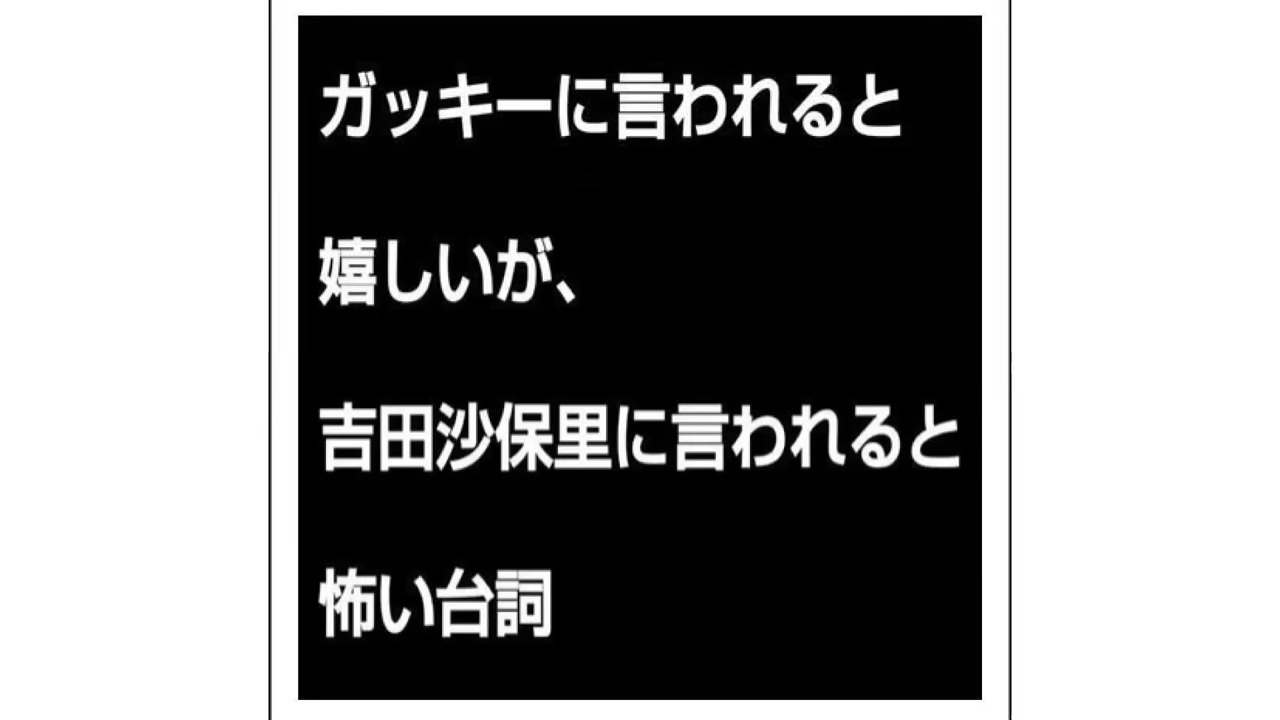 ガッキーに言われると
嬉しいが、
吉田沙保里に言われると
怖い台詞